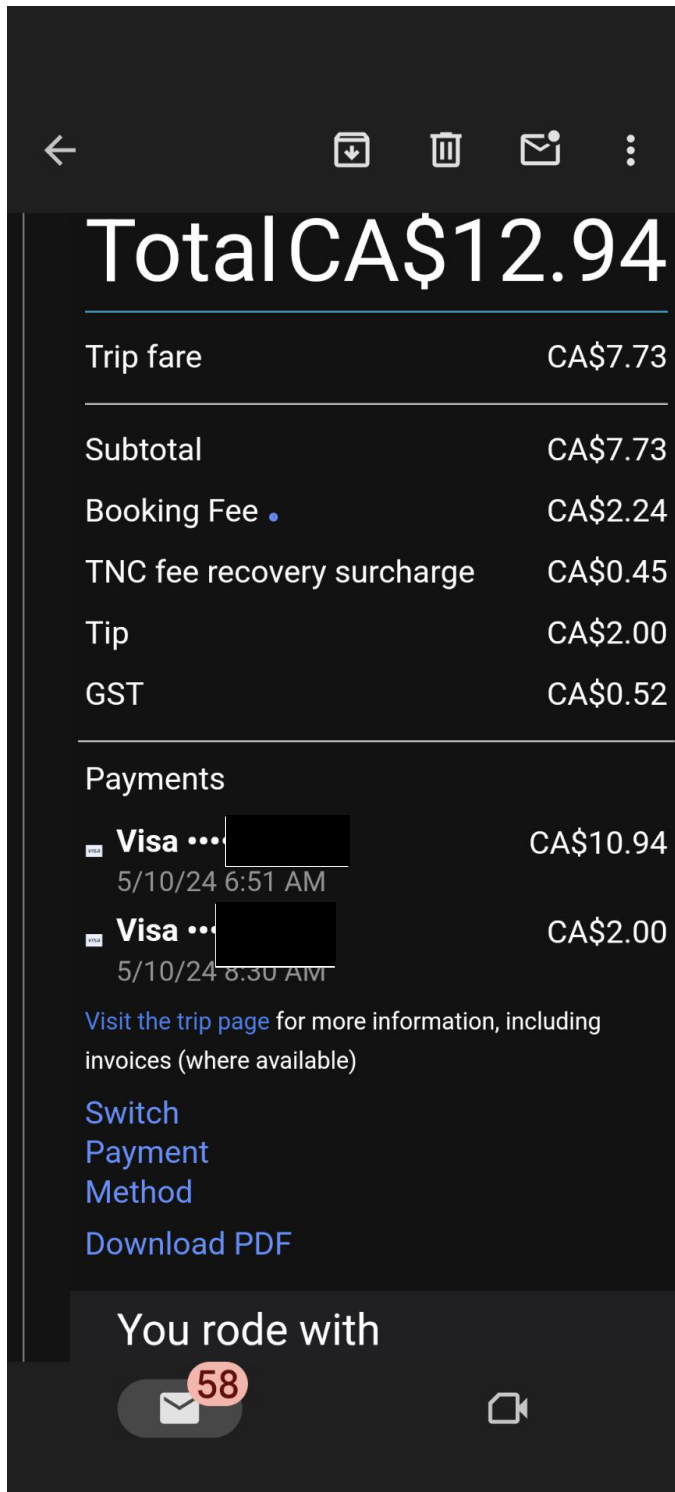 Total CA$12.94
Trip fare CA$7.73
Subtotal CA$7.73
Booking Fee CA$2.24
TNC fee recovery surcharge CA$0.45
Tip CA$2.00
GST CA$0.52
Payments
VISA Visa •••• CA$10.94
5/10/24 6:51 AM
VISA Visa ••• CA$2.00
5/10/24 8:30 AM
Visit the trip page for more information, including
invoices (where available)
Switch
Payment
Method
Download PDF
You rode with
58